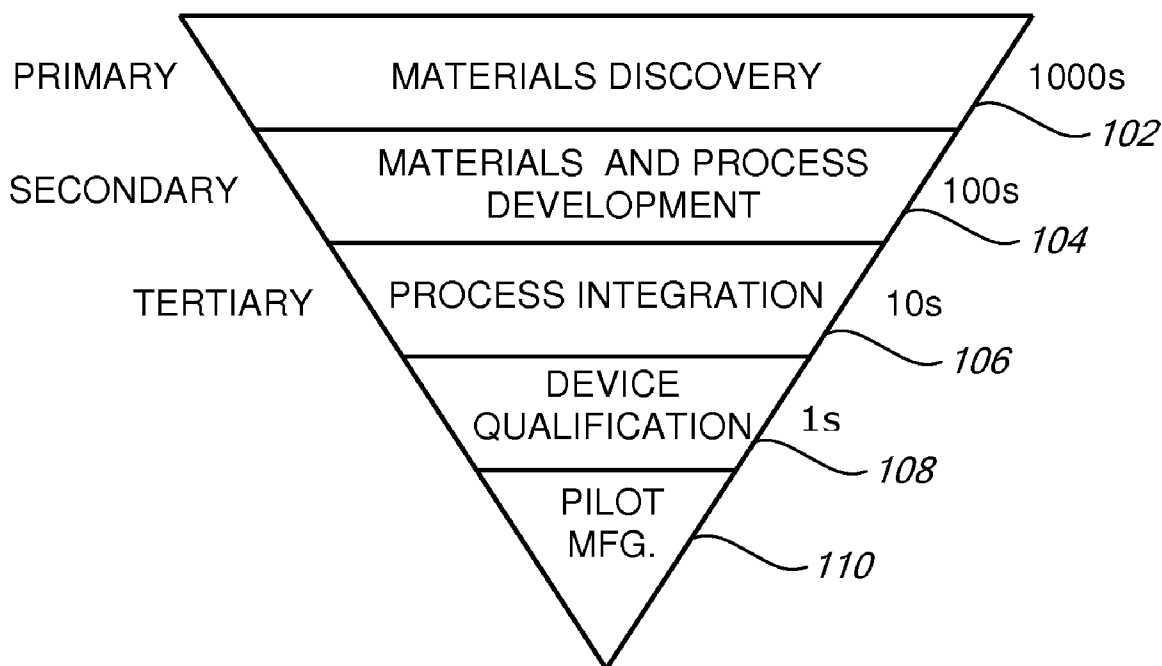 PRIMARY MATERIALS DISCOVERY 1000s
102
SECONDARY MATERIALS AND PROCESS
DEVELOPMENT 100s
104
TERTIARY PROCESS INTEGRATION 10s
106
DEVICE
QUALIFICATION 1s
108
PILOT
MFG.
110